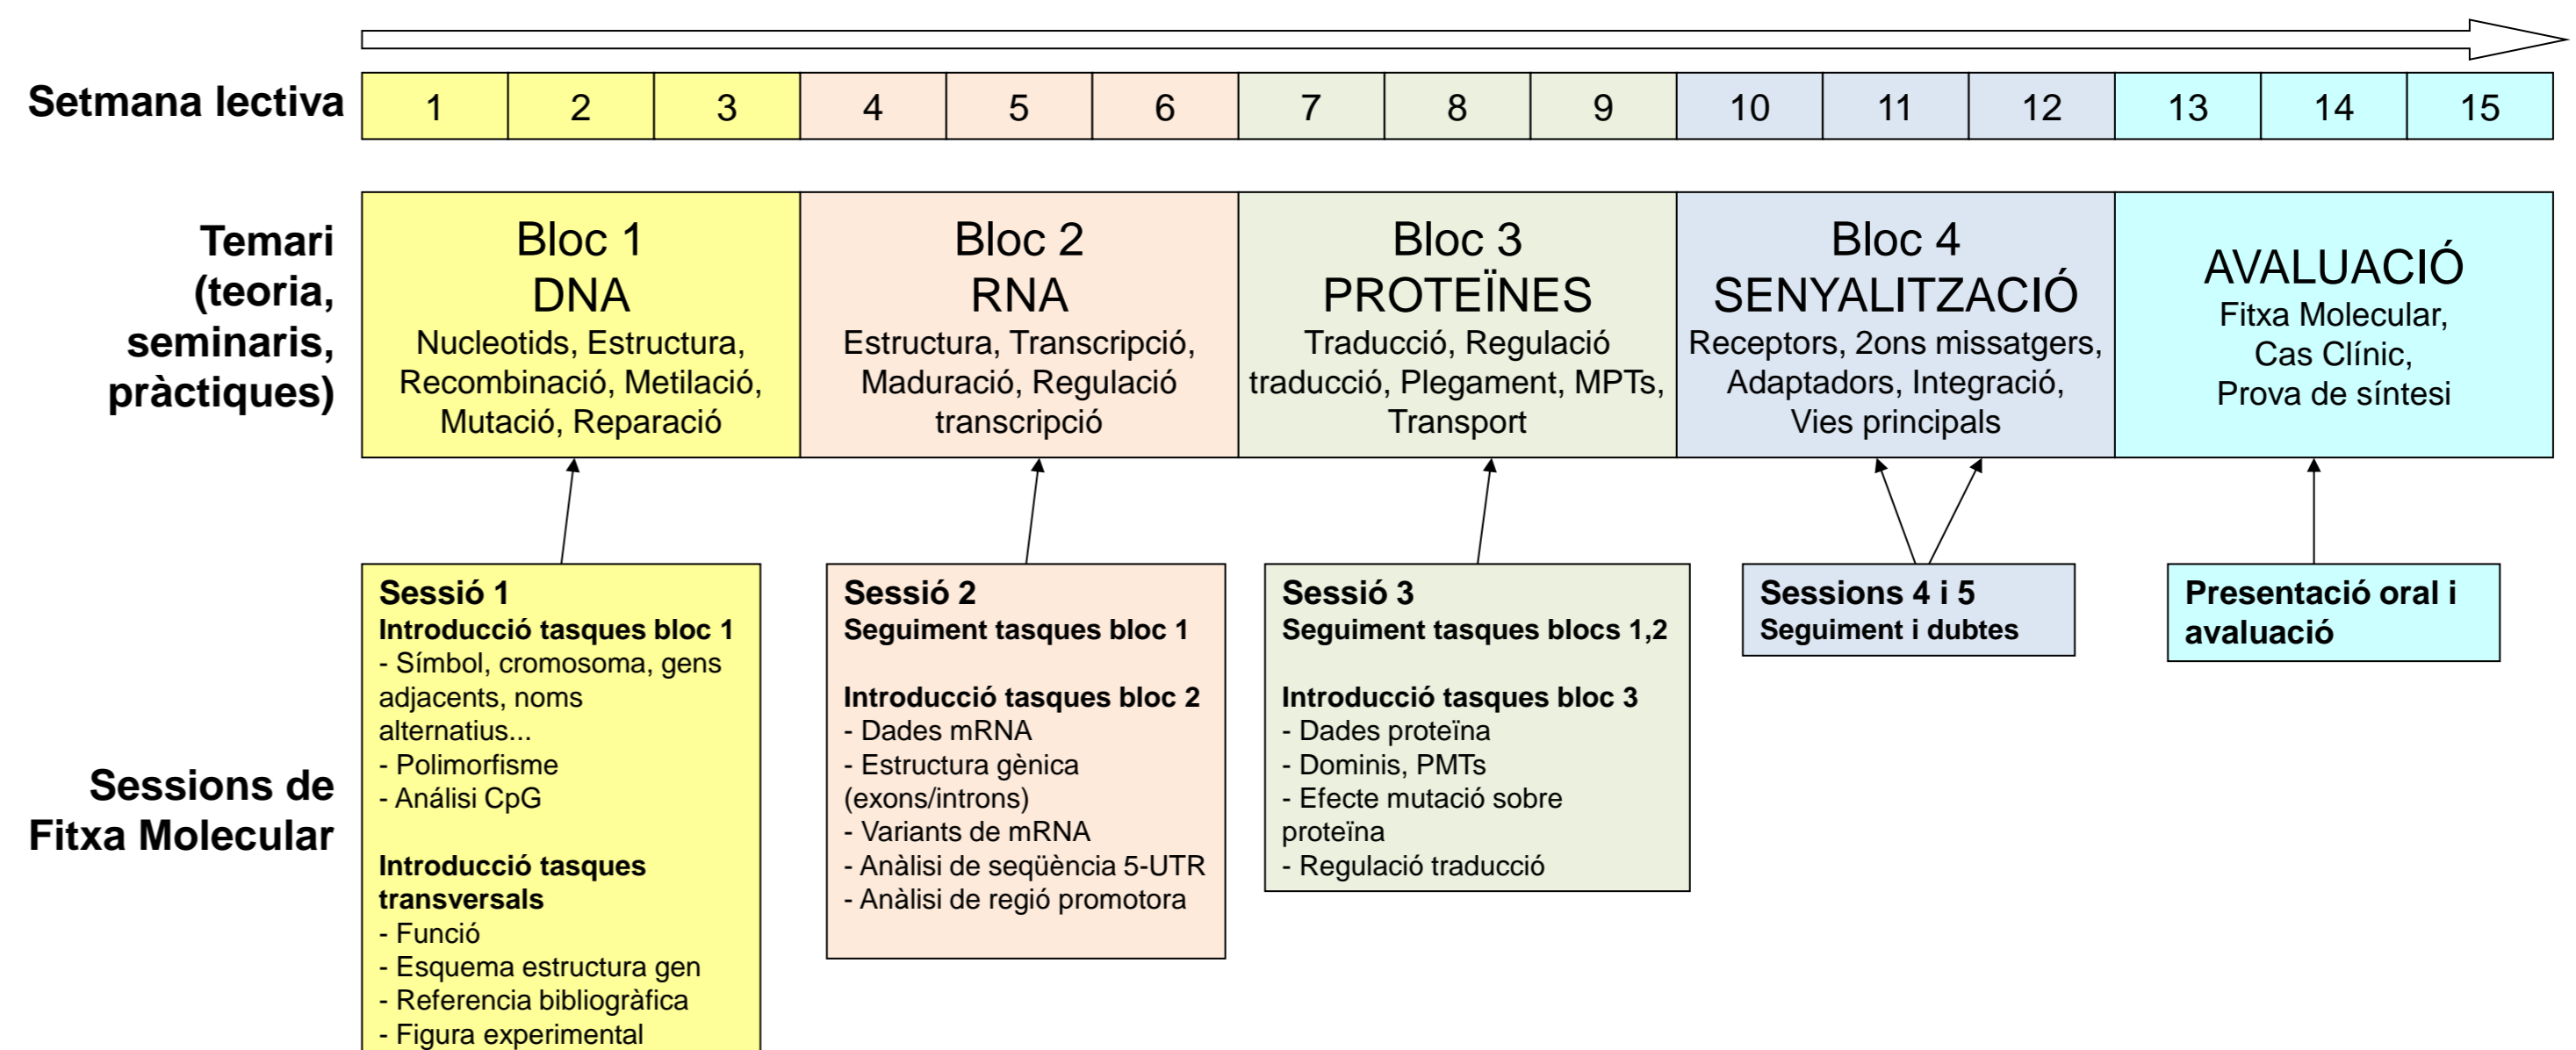 Setmana lectiva
1 2 3 4 5 6 7 8 9 10 11 12 13 14 15
Temari
(teoria,
seminaris,
pràctiques)
Bloc 1
DNA
Nucleotids, Estructura,
Recombinació, Metilació,
Mutació, Reparació
Bloc 2
RNA
Estructura, Transcripció,
Maduració, Regulació
transcripció
Bloc 3
PROTEÏNES
Traducció, Regulació
traducció, Plegament, MPTs,
Transport
Bloc 4
SENYALITZACIÓ
Receptors, 2ons missatgers,
Adaptadors, Integració,
Vies principals
AVALUACIÓ
Fitxa Molecular,
Cas Clínic,
Prova de síntesi
Sessions de
Fitxa Molecular
Sessió 1
Introducció tasques bloc 1
- Símbol, cromosoma, gens
adjacents, noms
alternatius...
- Polimorfisme
- Análisi CpG
Introducció tasques
transversals
- Funció
- Esquema estructura gen
- Referencia bibliogràfica
- Figura experimental
Sessió 2
Seguiment tasques bloc 1
Introducció tasques bloc 2
- Dades mRNA
- Estructura gènica
(exons/introns)
- Variants de mRNA
- Anàlisi de seqüència 5-UTR
- Anàlisi de regió promotora
Sessió 3
Seguiment tasques blocs 1,2
Introducció tasques bloc 3
- Dades proteïna
- Dominis, PMTs
- Efecte mutació sobre
proteïna
- Regulació traducció
Sessions 4 i 5
Seguiment i dubtes
Presentació oral i
avaluació